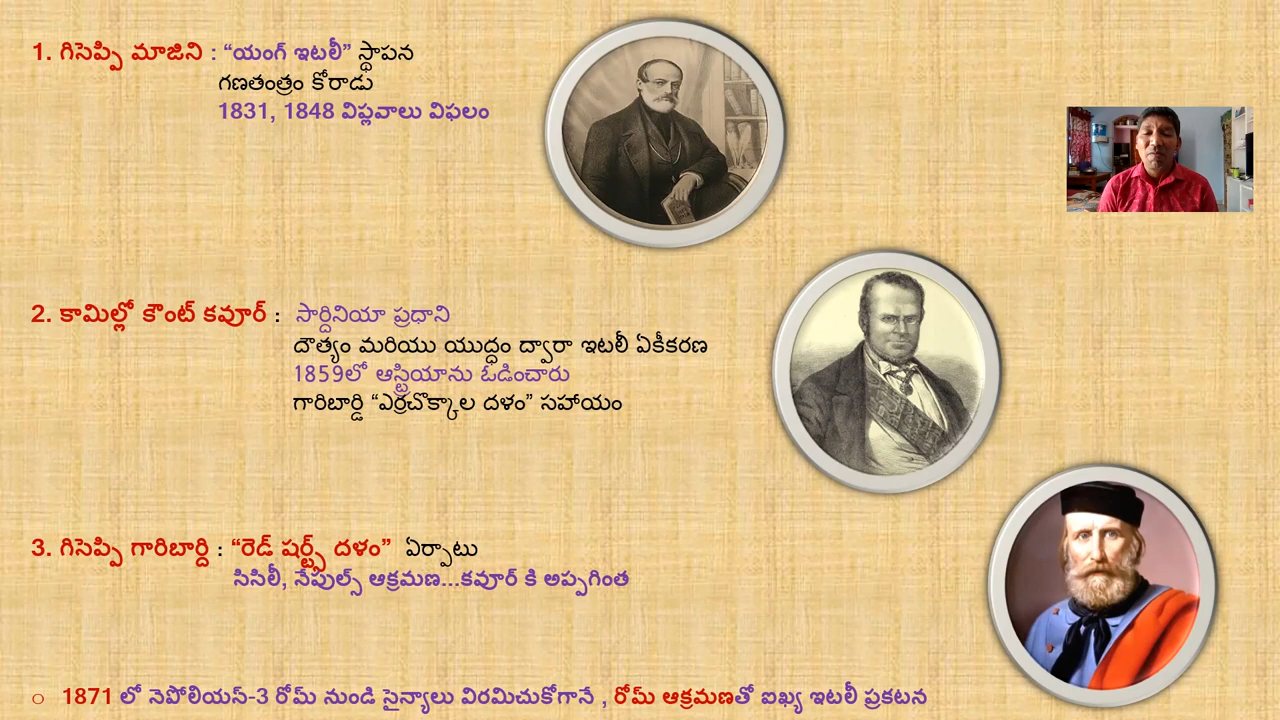 1. గిసెప్పి మాజిని : “యంగ్ ఇటలీ” స్థాపన
గణతంత్రం కోరాడు
1831, 1848 విప్లవాలు విఫలం
2. కామిల్లో కౌంట్ కవూర్ : సార్డినియా ప్రధాని
దౌత్యం మరియు యుద్ధం ద్వారా ఇటలీ ఏకీకరణ
1859లో ఆస్ట్రియాను ఓడించారు
గారిబార్డి “ఎర్రచొక్కాల దళం” సహాయం
3. గిసెప్పి గారిబార్ది : “రెడ్ షర్ట్స్ దళం” ఏర్పాటు
సిసిలీ, నేపుల్స్ ఆక్రమణ...కవూర్ కి అప్పగింత
o 1871 లో నెపోలియస్-3 రోమ్ నుండి సైన్యాలు విరమిచుకోగానే , రోమ్ ఆక్రమణతో ఐఖ్య ఇటలీ ప్రకటన